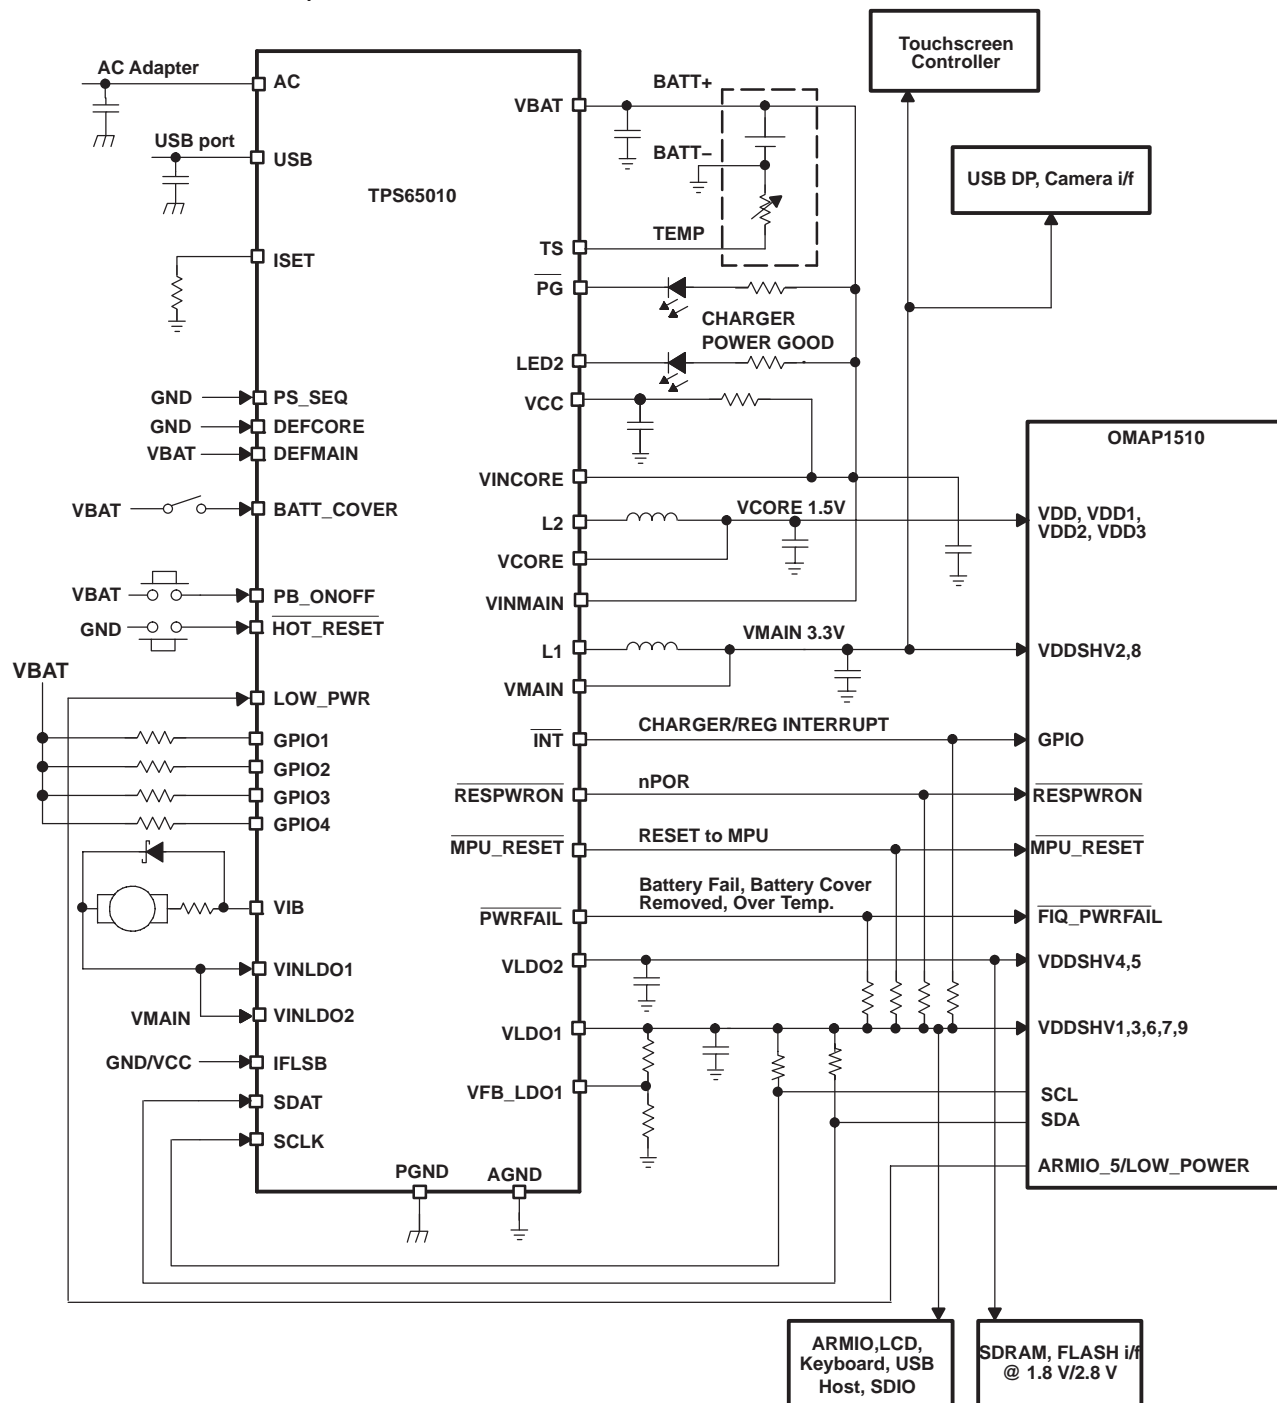 Touchscreen
Controller
AC Adapter
AC
BATT+
VBAT
USB port
USB
BATT–
USB DP, Camera i/f
TPS65010
TEMP
TS
ISET
PG
CHARGER
POWER GOOD
LED2
GND
PS_SEQ
VCC
GND
DEFCORE
VBAT
DEFMAIN
OMAP1510
VINCORE
VBAT
BATT_COVER
VCORE 1.5V
L2
VDD, VDD1,
VDD2, VDD3
VCORE
VBAT
PB_ONOFF
VINMAIN
GND
HOT_RESET
VMAIN 3.3V
L1
VDDSHV2,8
VBAT
LOW_PWR
VMAIN
CHARGER/REG INTERRUPT
GPIO1
INT
GPIO
GPIO2
nPOR
GPIO3
RESPWRON
RESPWRON
GPIO4
RESET to MPU
MPU_RESET
MPU_RESET
Battery Fail, Battery Cover
Removed, Over Temp.
VIB
PWRFAIL
FIQ_PWRFAIL
VINLDO1
VLDO2
VDDSHV4,5
VMAIN
VINLDO2
VLDO1
VDDSHV1,3,6,7,9
GND/VCC
IFLSB
VFB_LDO1
SCL
SDAT
SDA
SCLK
PGND
AGND
ARMIO_5/LOW_POWER
ARMIO,LCD,
Keyboard, USB
Host, SDIO
SDRAM, FLASH i/f
@ 1.8 V/2.8 V